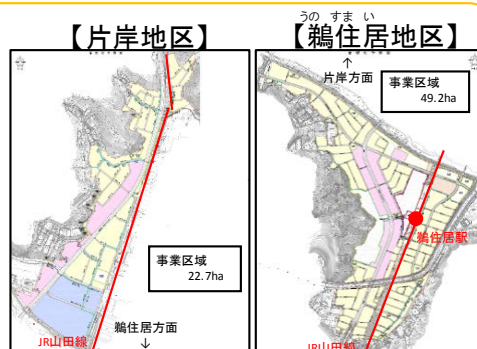 【片岸地区】
事業区域
22.7ha
鵜住居方面
↓
JR山田線
うの すま い
【鵜住居地区】
↑
片岸方面
事業区域
49.2ha
鵜住居駅
JR山田線